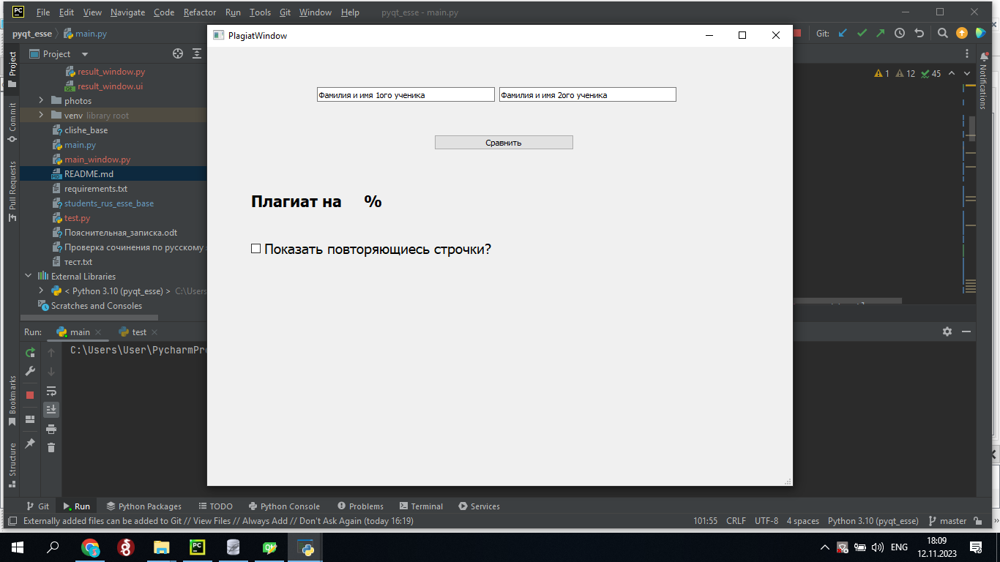 File Edit View Navigate Code Refactor Run Tools Git Window Help pyqt_esse - main.py
pyqt_esse main.py Git:
PlagiatWindow
Project
1 12 45
Project
Commit
Pull Requests
Bookmarks
Structure
Notifications
result_window.py
result_window.ui
photos
venv library root
clishe_base
main.py
main_window.py
README.md
requirements.txt
students_rus_esse_base
test.py
Пояснительная_записка.odt
Проверка сочинения по русскому
тест.txt
External Libraries
< Python 3.10 (pyqt_esse) > C:\Users
Scratches and Consoles
Фамилия и имя 1ого ученика Фамилия и имя 2ого ученика
Сравнить
Плагиат на %
Показать повторяющиесь строчки?
Run: main test
C:\Users\User\PycharmPr
Git Run Python Packages TODO Python Console Problems Terminal Services
Externally added files can be added to Git // View Files // Always Add // Don't Ask Again (today 16:19) 101:55 CRLF UTF-8 4 spaces Python 3.10 (pyqt_esse) master
ENG 18:09
12.11.2023